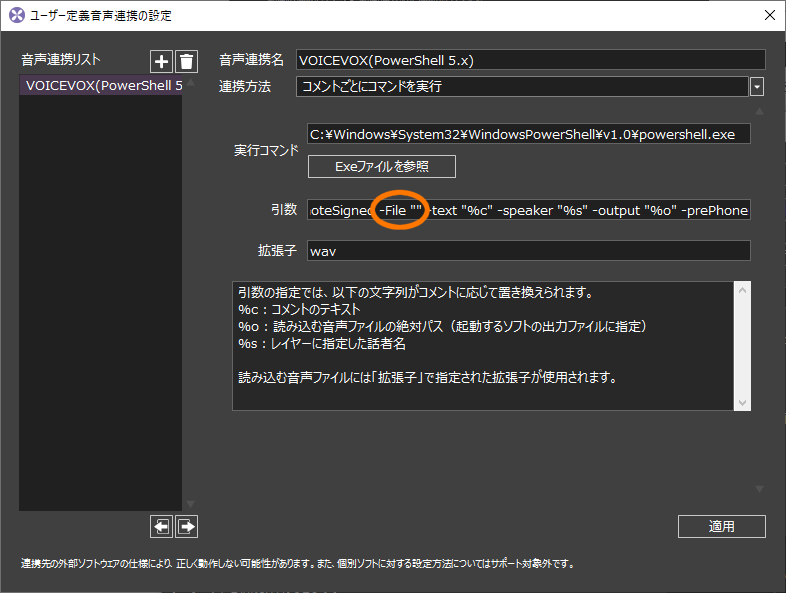 ユーザー定義音声連携の設定
音声連携リスト
VOICEVOX(PowerShell 5
音声連携名
VOICEVOX(PowerShell 5.x)
連携方法
コメントごとにコマンドを実行
実行コマンド
C:¥Windows¥System32¥WindowsPowerShell¥v1.0¥powershell.exe
Exeファイルを参照
引数
oteSigned -File "" -text "%c" -speaker "%s" -output "%o" -prePhone
拡張子
wav
引数の指定では、以下の文字列がコメントに応じて置き換えられます。
%c：コメントのテキスト
%o：読み込む音声ファイルの絶対パス（起動するソフトの出力ファイルに指定）
%s：レイヤーに指定した話者名
読み込む音声ファイルには「拡張子」で指定された拡張子が使用されます。
適用
連携先の外部ソフトウェアの仕様により、正しく動作しない可能性があります。また、個別ソフトに対する設定方法についてはサポート対象外です。